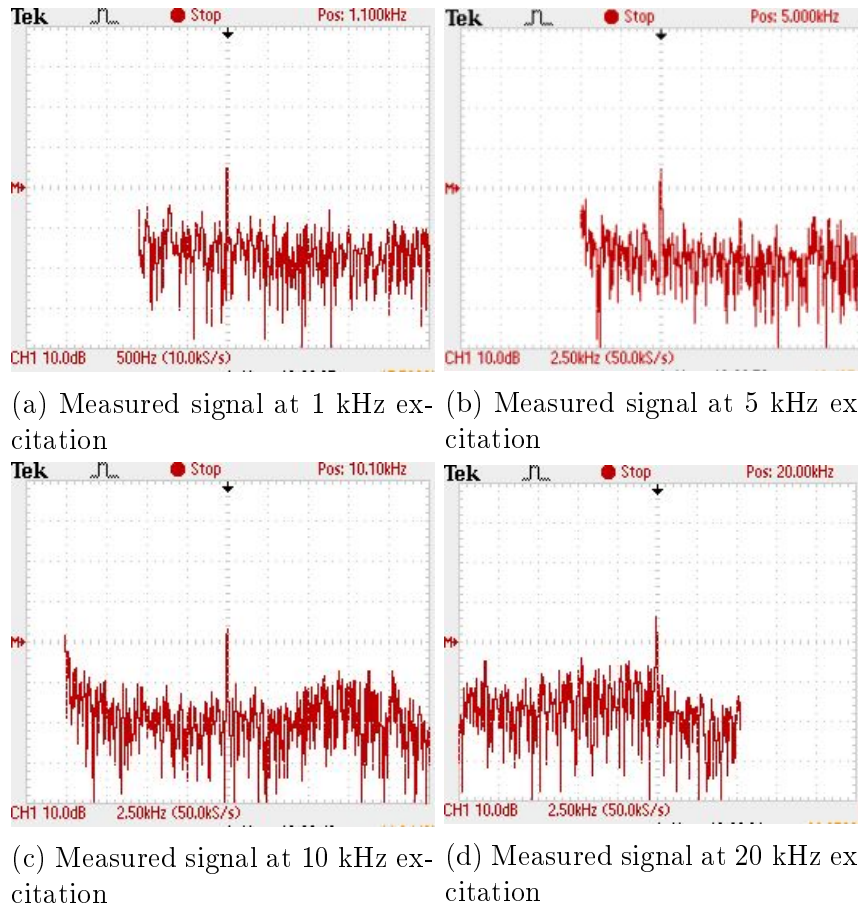 Tek Stop Pos: 1.100kHz
M
CH1 10.0dB 500Hz (10.0kS/s)
(a) Measured signal at 1 kHz ex-
citation
Tek Stop Pos: 5.000kHz
M
CH1 10.0dB 2.50kHz (50.0kS/s)
(b) Measured signal at 5 kHz ex
citation
Tek Stop Pos: 10.10kHz
M
CH1 10.0dB 2.50kHz (50.0kS/s)
(c) Measured signal at 10 kHz ex-
citation
Tek Stop Pos: 20.00kHz
M
CH1 10.0dB 2.50kHz (50.0kS/s)
(d) Measured signal at 20 kHz ex
citation